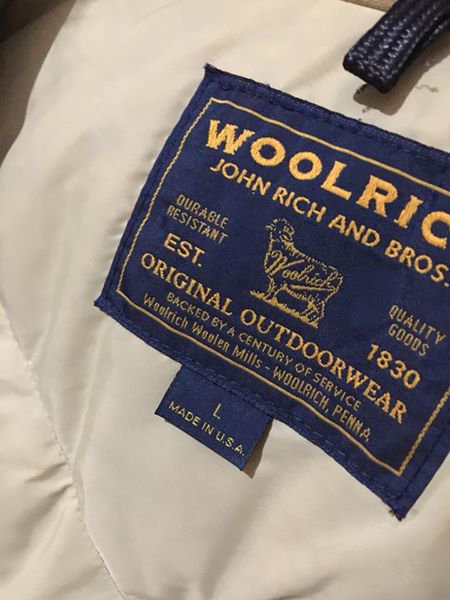 WOOLRIC
JOHN RICH AND BROS.
DURABLE
RESISTANT
Woolrich
QUALITY
GOODS
EST.
1830
ORIGINAL OUTDOORWEAR
BACKED BY A CENTURY OF SERVICE
Woolrich Woolen Mills - WOOLRICH, PENNA.
L
MADE IN U.S.A.